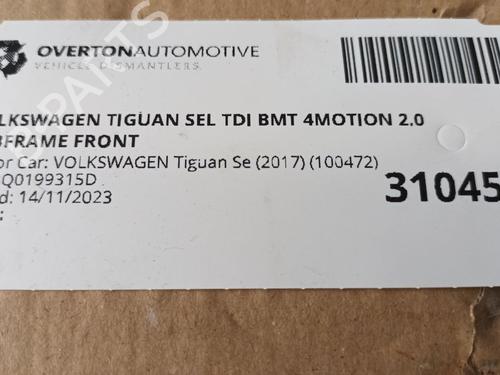 OVERTONAUTOMOTIVE
VEHICLE DISMANTLERS.
LKSWAGEN TIGUAN SEL TDI BMT 4MOTION 2.0
BFRAME FRONT
or Car: VOLKSWAGEN Tiguan Se (2017) (100472)
Q0199315D
d: 14/11/2023
:
31045